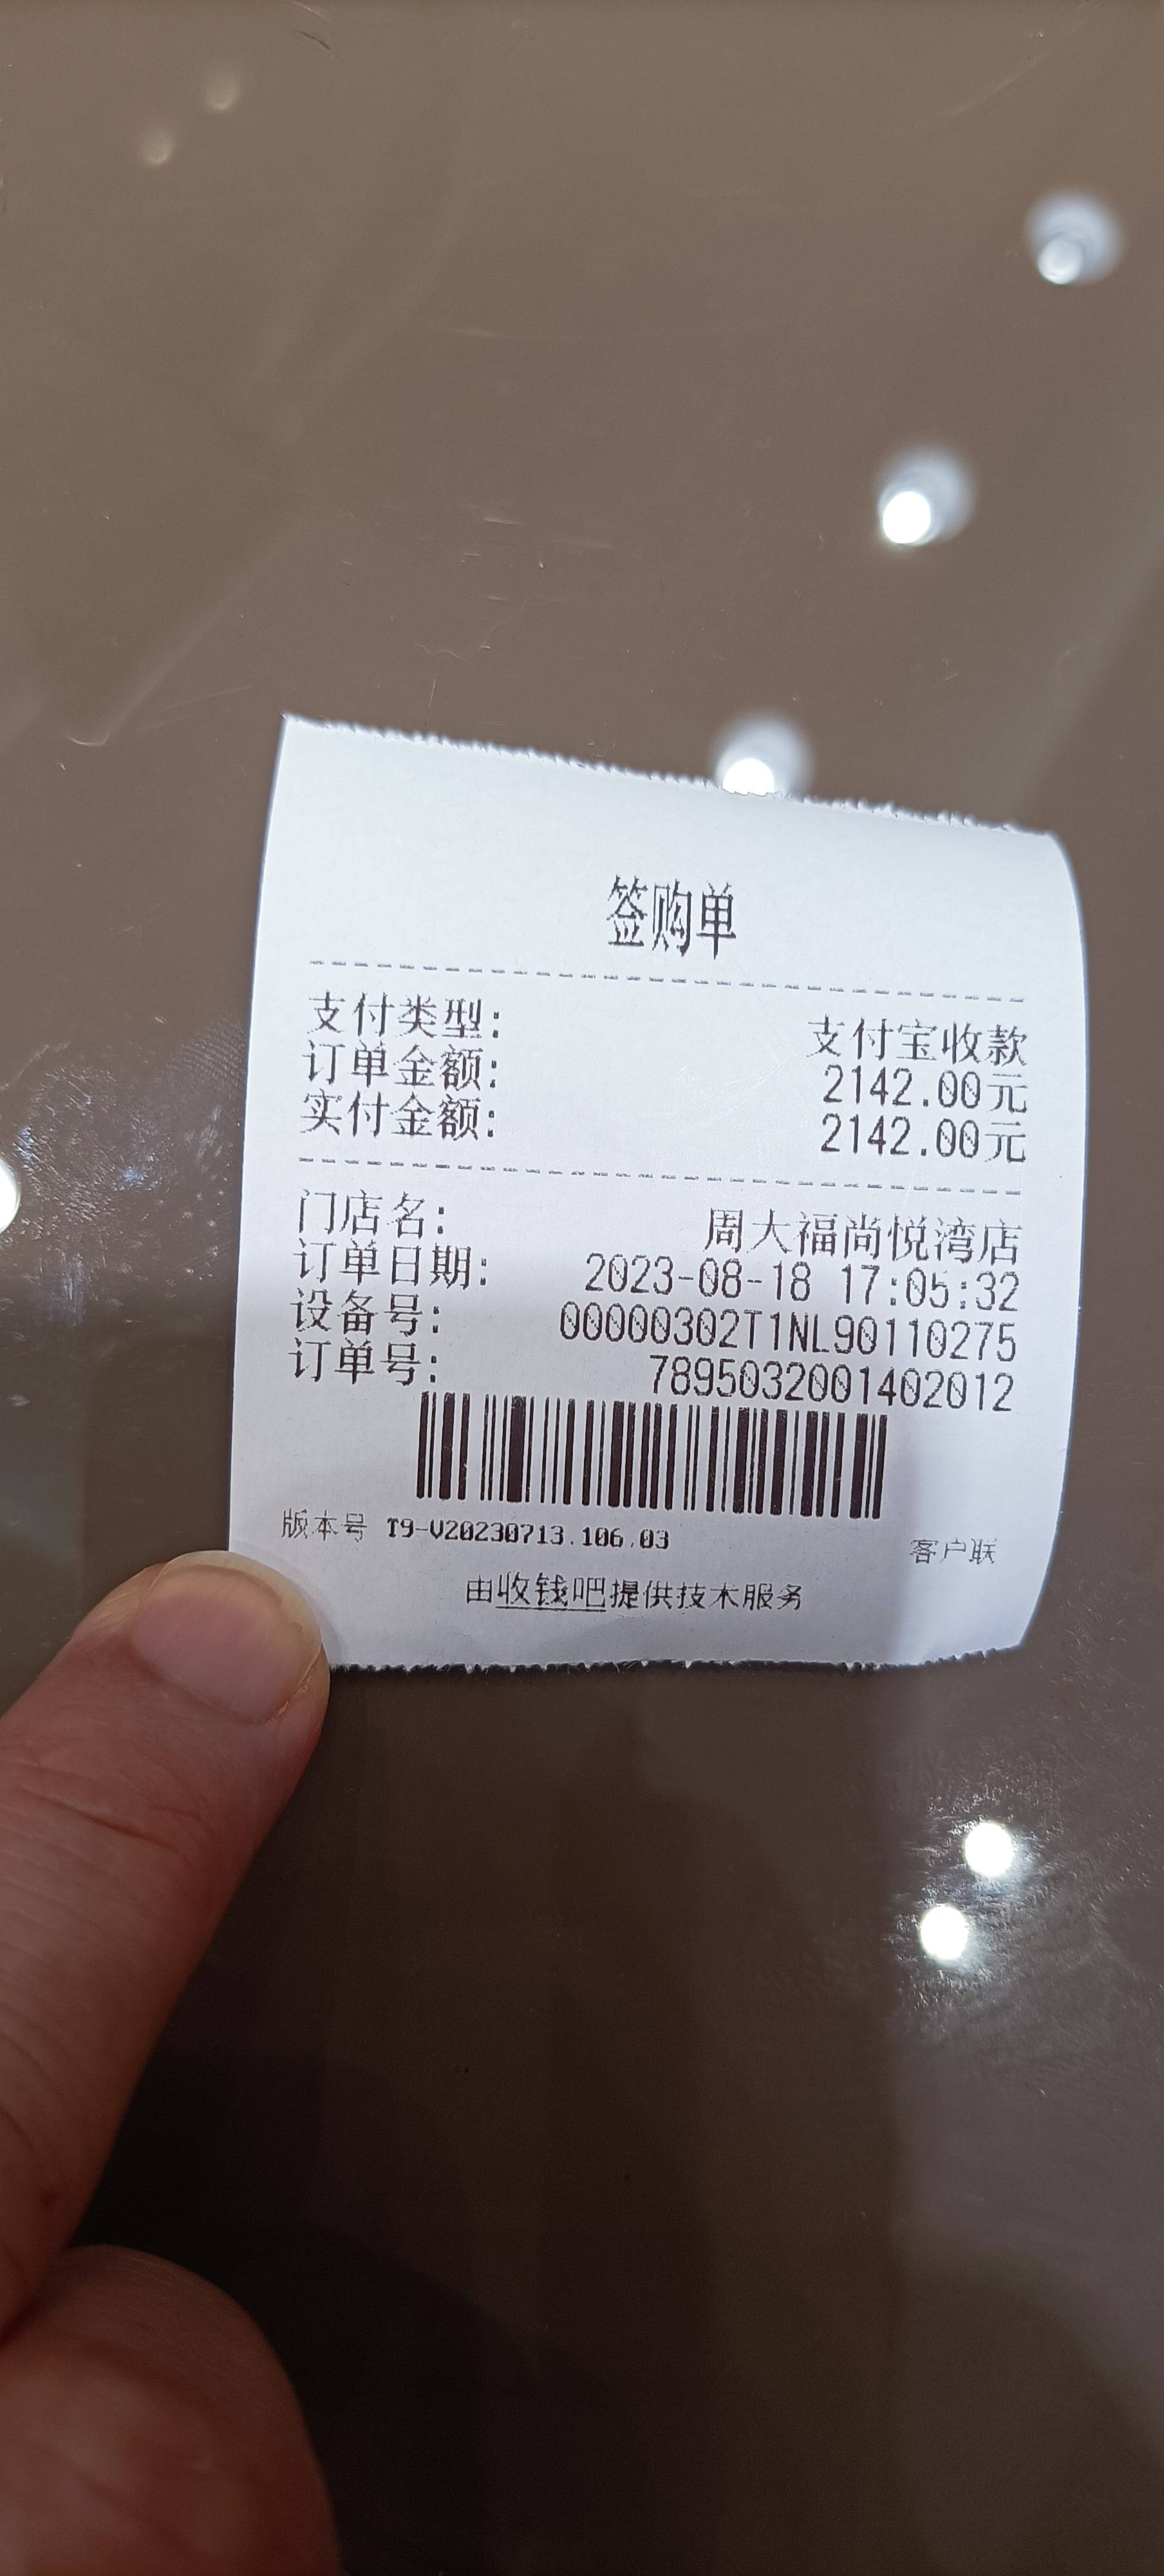 签购单
支付类型: 支付宝收款
订单金额: 2142.00元
实付金额: 2142.00元
门店名: 周大福尚悦湾店
订单日期: 2023-08-18 17:05:32
设备号: 00000302T1NL90110275
订单号: 7895032001402012
版本号 T9-V20230713.106.03 客户联
由收钱吧提供技术服务